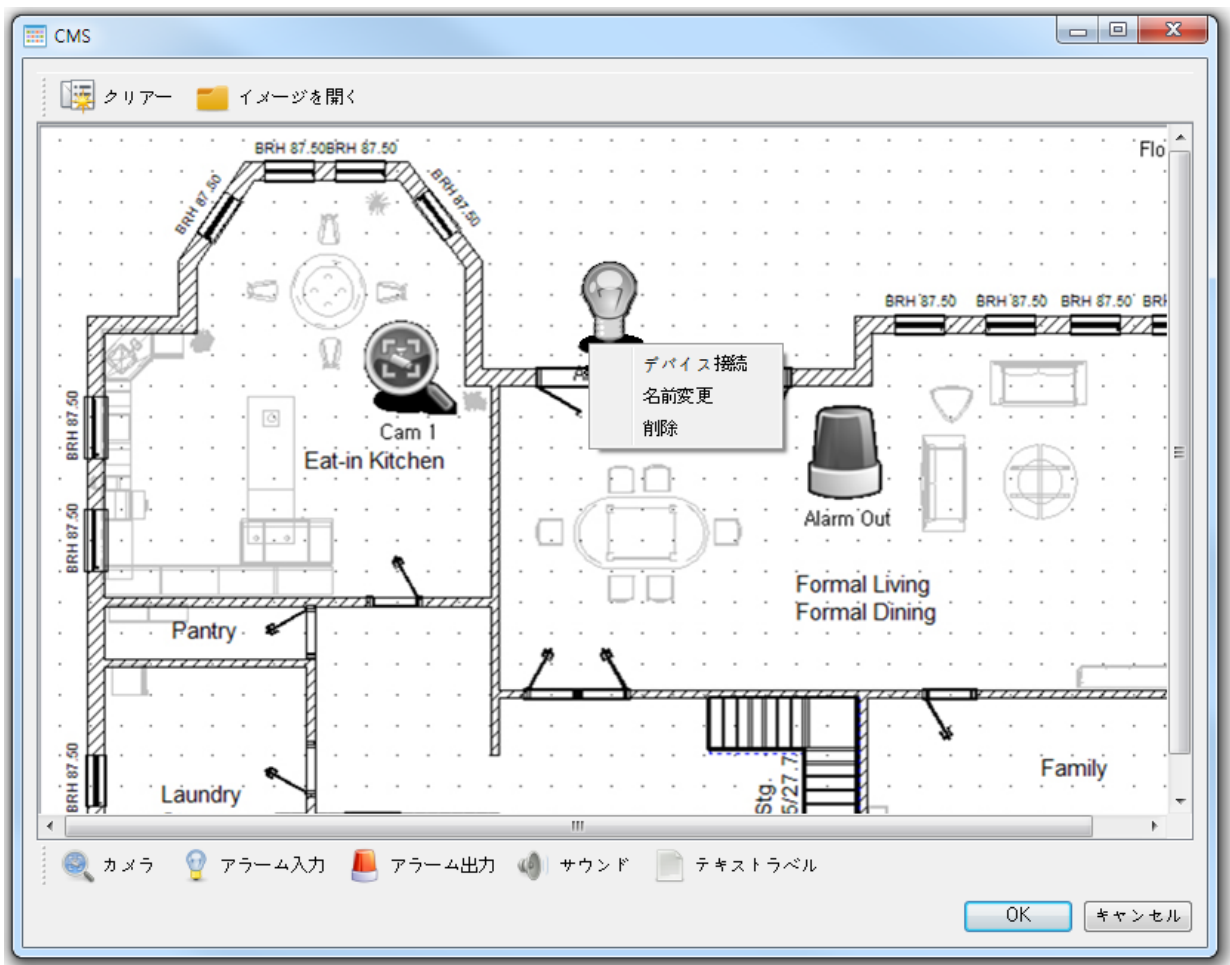 CMS
クリアー
イメージを開く
BRH 87.50
BRH 87.50
BRH 87.50
BRH 87.50
Flo
BRH 87.50
BRH 87.50
BRH 87.50
BRH
デバイス接続
名前変更
削除
BRH 87.50
Cam 1
Eat-in Kitchen
BRH 87.50
Alarm Out
Formal Living
Formal Dining
Pantry
BRH 87.50
Laundry
Stg.
5/27.7
Family
カメラ
アラーム入力
アラーム出力
サウンド
テキストラベル
OK
キャンセル